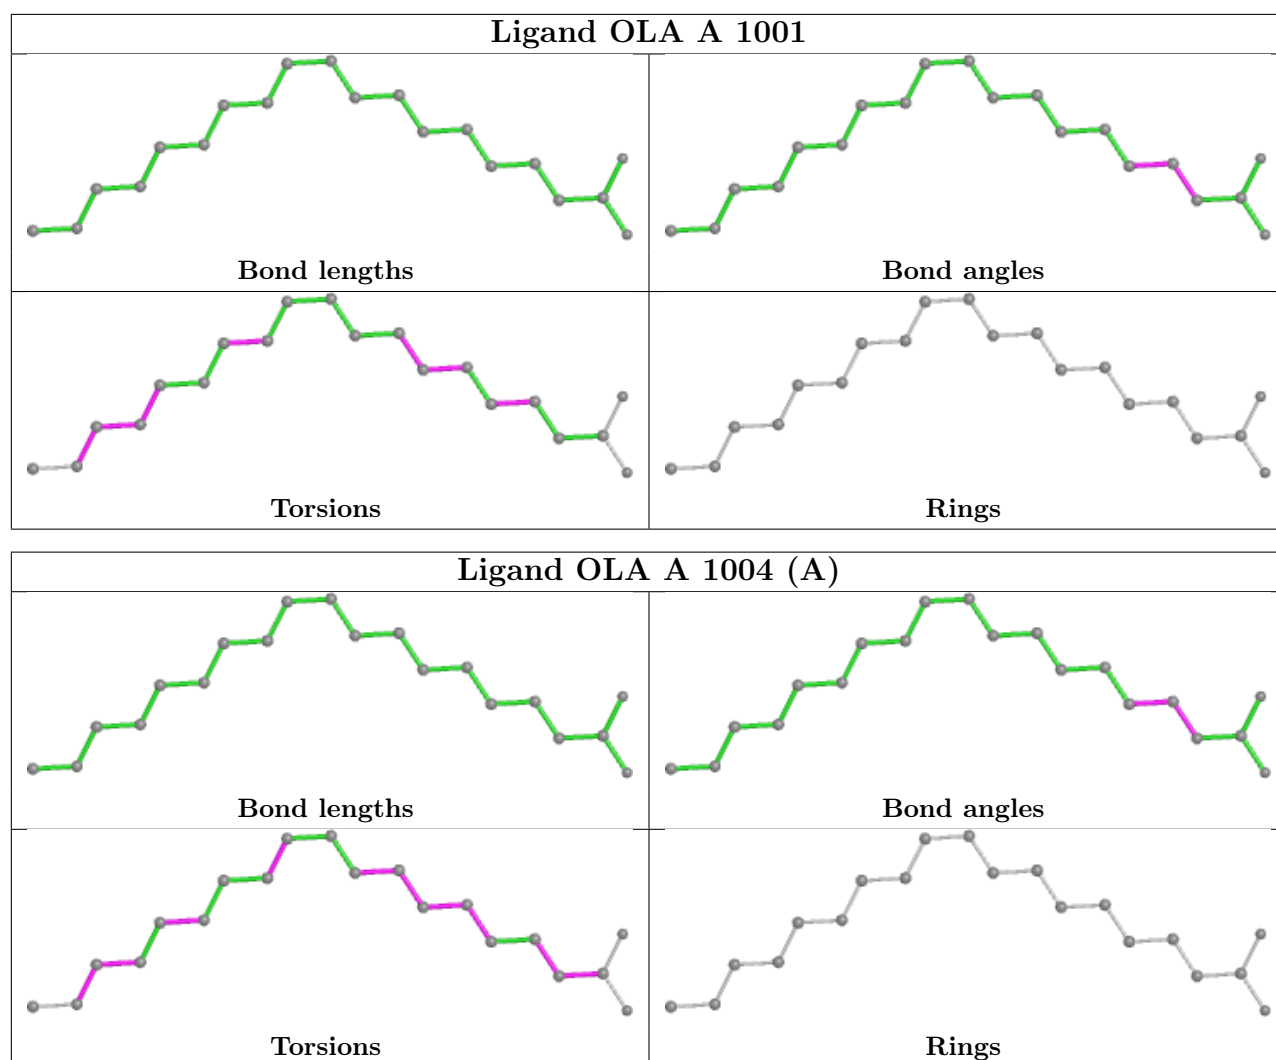 Ligand OLA A 1001
Bond lengths
Bond angles
Torsions
Rings
Ligand OLA A 1004 (A)
Bond lengths
Bond angles
Torsions
Rings